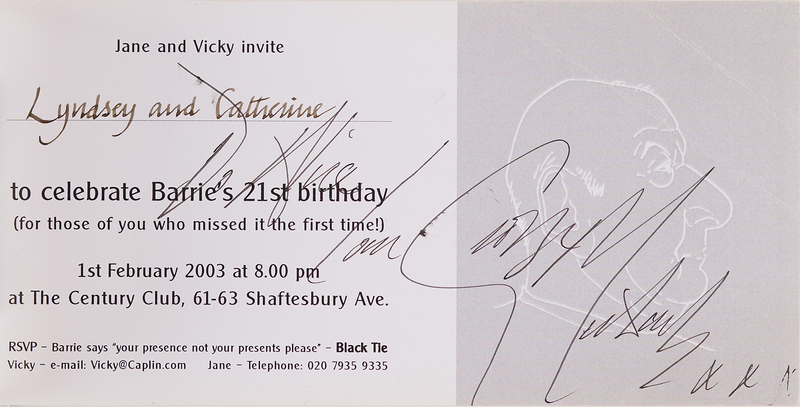 Jane and Vicky invite
Lyndsey and Catherine
To Alice
to celebrate Barrie's 21st birthday
(for those of you who missed it the first time!)
1st February 2003 at 8.00 pm
at The Century Club, 61-63 Shaftesbury Ave.
RSVP – Barrie says "your presence not your presents please" – Black Tie
Vicky – e-mail: Vicky@Caplin.com Jane – Telephone: 020 7935 9335
x x x